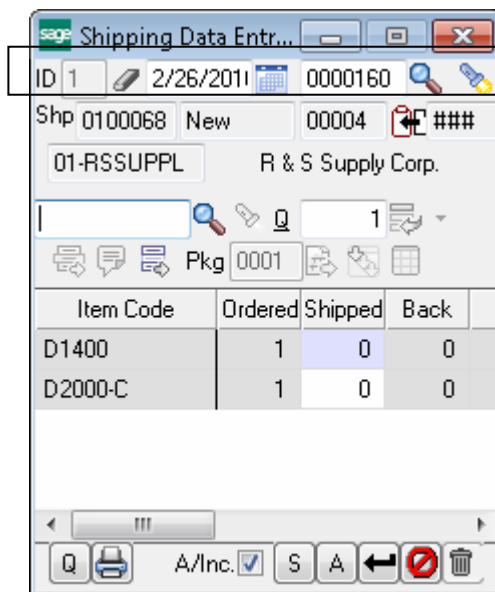 sage Shipping Data Entr...
ID 1 2/26/201 0000160
Shp 0100068 New 00004 ###
01-RSSUPPL R & S Supply Corp.
Q 1
Pkg 0001
Item Code Ordered Shipped Back
D1400 1 0 0
D2000-C 1 0 0
Q A/Inc. S A